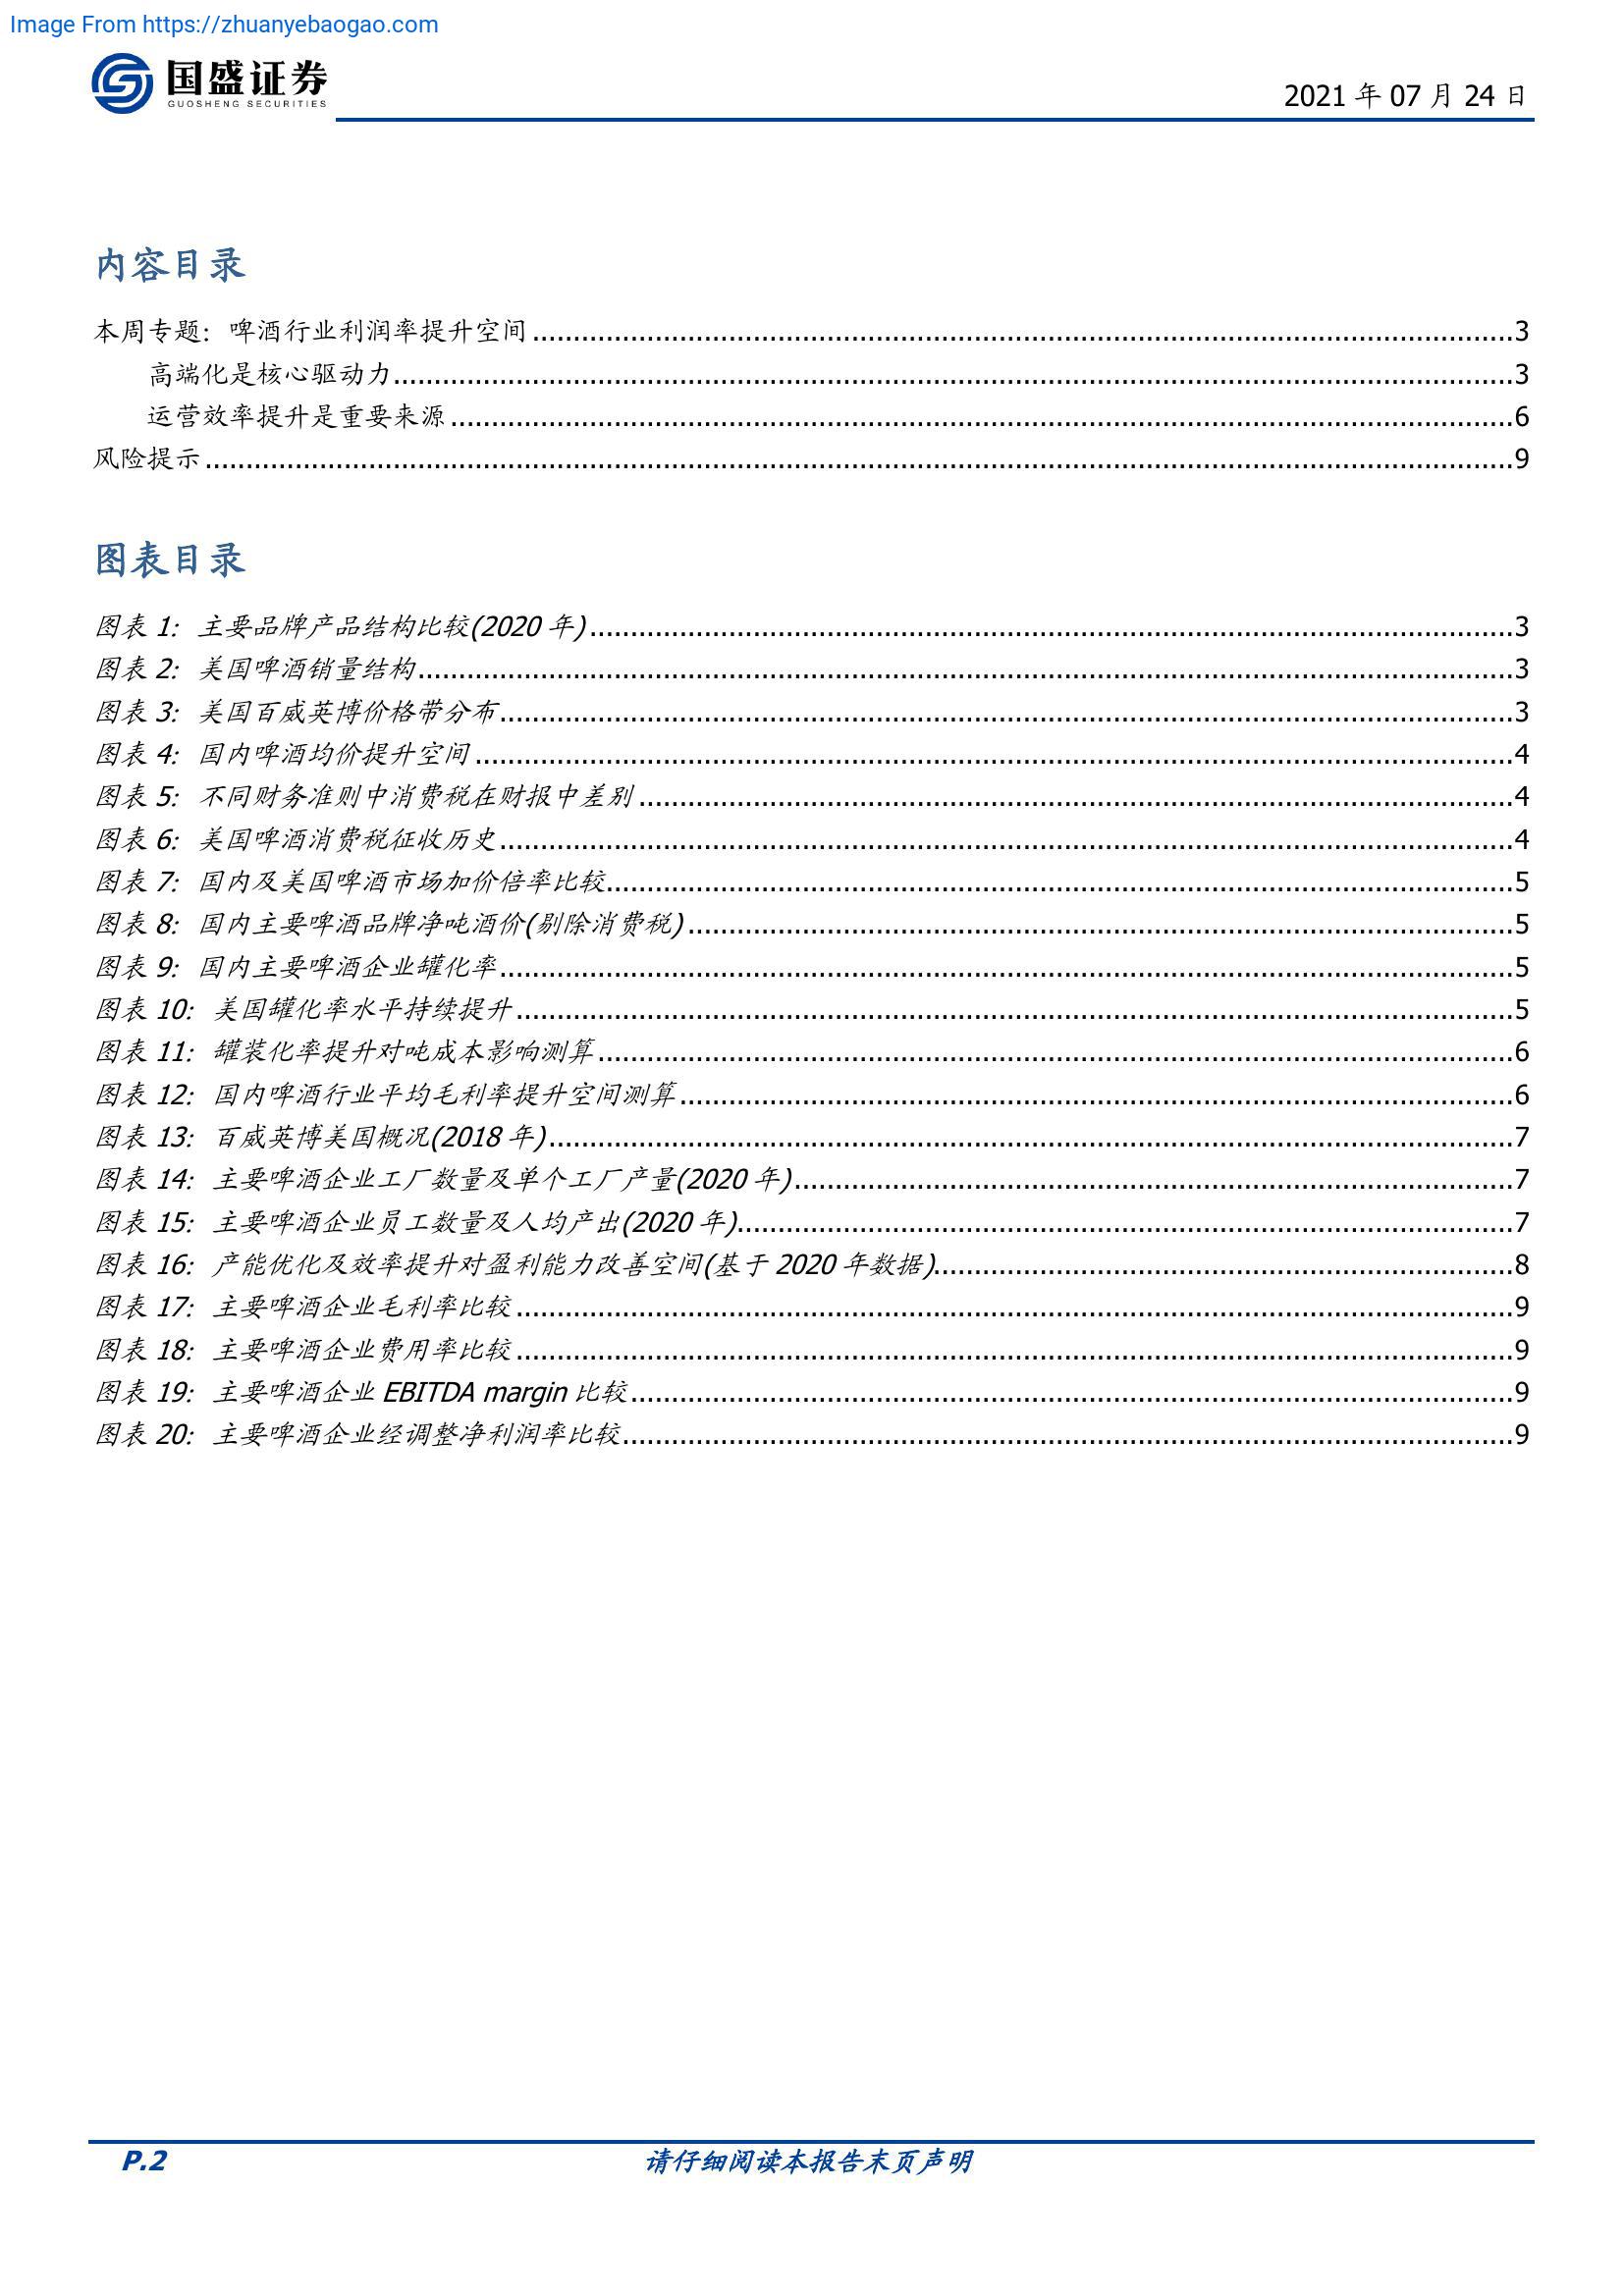 Image From https://zhuanyebaogao.com
国盛证券
GUOSHENG SECURITIES
2021 年 07 月 24 日
内容目录
本周专题：啤酒行业利润率提升空间 3
高端化是核心驱动力 3
运营效率提升是重要来源 6
风险提示 9
图表目录
图表 1: 主要品牌产品结构比较(2020 年) 3
图表 2: 美国啤酒销量结构 3
图表 3: 美国百威英博价格带分布 3
图表 4: 国内啤酒均价提升空间 4
图表 5: 不同财务准则中消费税在财报中差别 4
图表 6: 美国啤酒消费税征收历史 4
图表 7: 国内及美国啤酒市场加价倍率比较 5
图表 8: 国内主要啤酒品牌净吨酒价(剔除消费税) 5
图表 9: 国内主要啤酒企业罐化率 5
图表 10: 美国罐化率水平持续提升 5
图表 11: 罐装化率提升对吨成本影响测算 6
图表 12: 国内啤酒行业平均毛利率提升空间测算 6
图表 13: 百威英博美国概况(2018 年) 7
图表 14: 主要啤酒企业工厂数量及单个工厂产量(2020 年) 7
图表 15: 主要啤酒企业员工数量及人均产出(2020 年) 7
图表 16: 产能优化及效率提升对盈利能力改善空间(基于 2020 年数据) 8
图表 17: 主要啤酒企业毛利率比较 9
图表 18: 主要啤酒企业费用率比较 9
图表 19: 主要啤酒企业 EBITDA margin 比较 9
图表 20: 主要啤酒企业经调整净利润率比较 9
P.2
请仔细阅读本报告末页声明